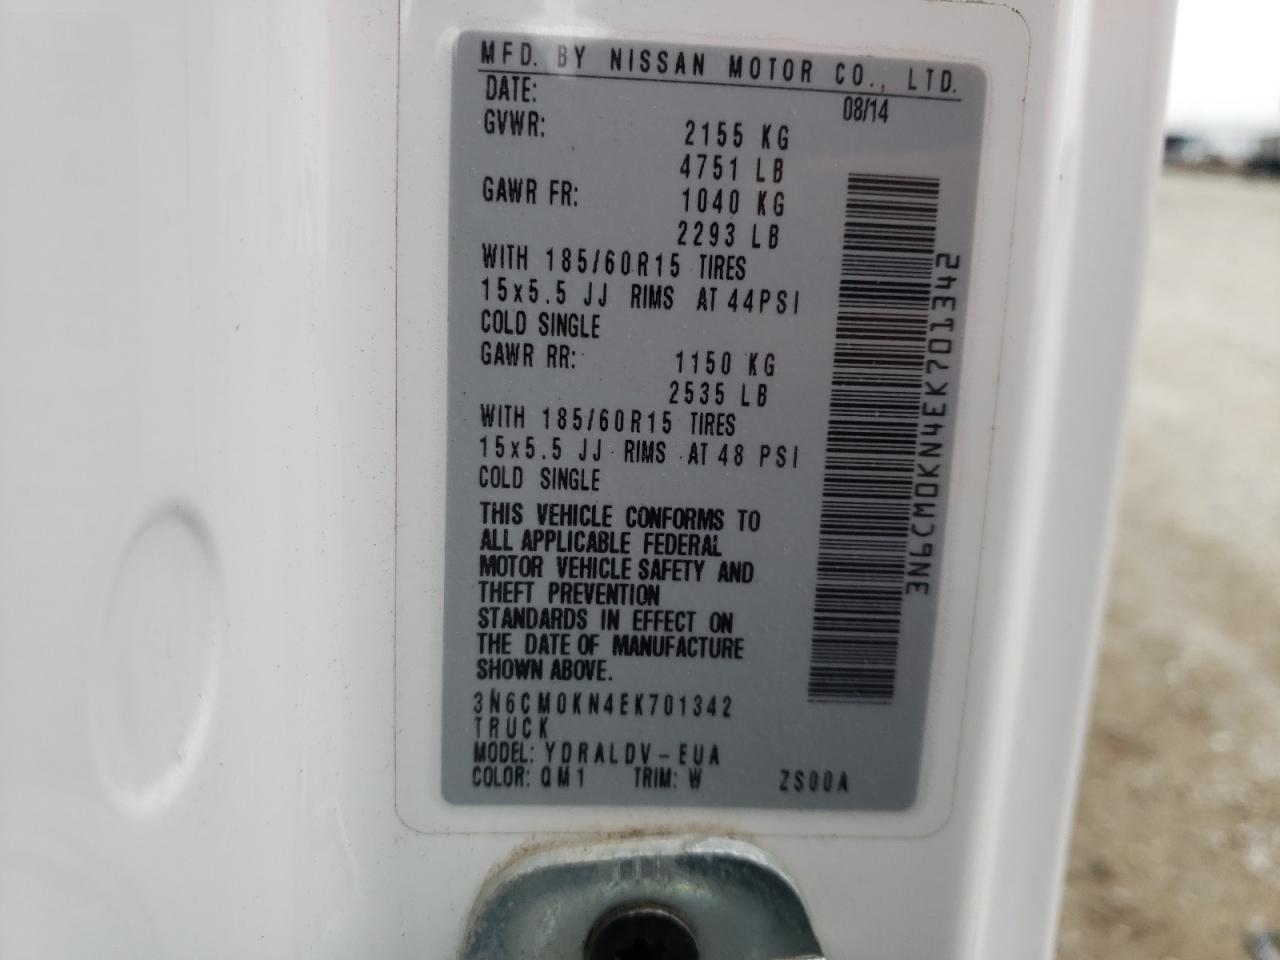 MFD. BY NISSAN MOTOR CO., LTD.
DATE: 08/14
GVWR: 2155 KG
4751 LB
GAWR FR: 1040 KG
2293 LB
WITH 185/60R15 TIRES
15x5.5 JJ RIMS AT 44PSI
COLD SINGLE
GAWR RR: 1150 KG
2535 LB
WITH 185/60R15 TIRES
15x5.5 JJ RIMS AT 48 PSI
COLD SINGLE
THIS VEHICLE CONFORMS TO
ALL APPLICABLE FEDERAL
MOTOR VEHICLE SAFETY AND
THEFT PREVENTION
STANDARDS IN EFFECT ON
THE DATE OF MANUFACTURE
SHOWN ABOVE.
3N6CM0KN4EK701342
TRUCK
MODEL: YDRALDV-EUA
COLOR: QM1 TRIM: W ZS00A
3N6CM0KN4EK701342